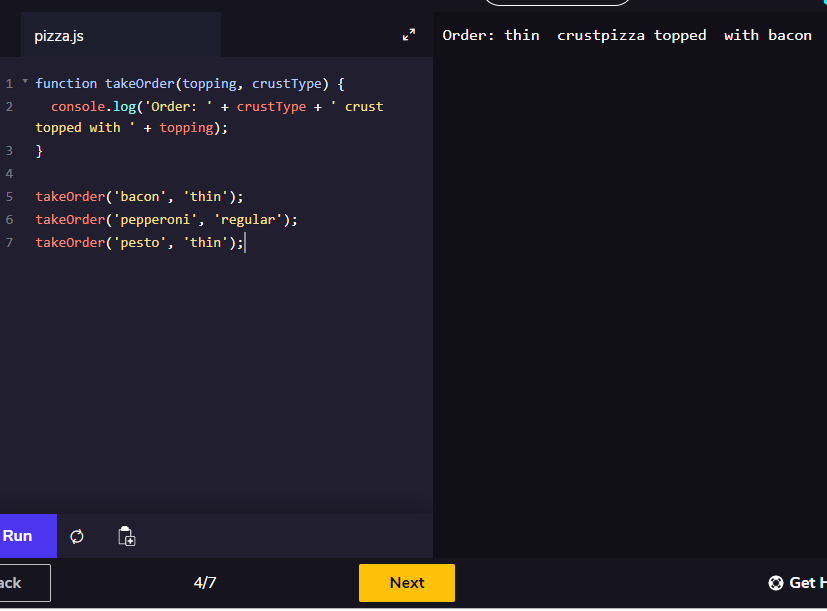 pizza.js
Order: thin  crustpizza topped  with bacon
1 function takeOrder(topping, crustType) {
2 console.log('Order: ' + crustType + ' crust
topped with ' + topping);
3 }
4
5 takeOrder('bacon', 'thin');
6 takeOrder('pepperoni', 'regular');
7 takeOrder('pesto', 'thin');
Run
ack
4/7
Next
Get H